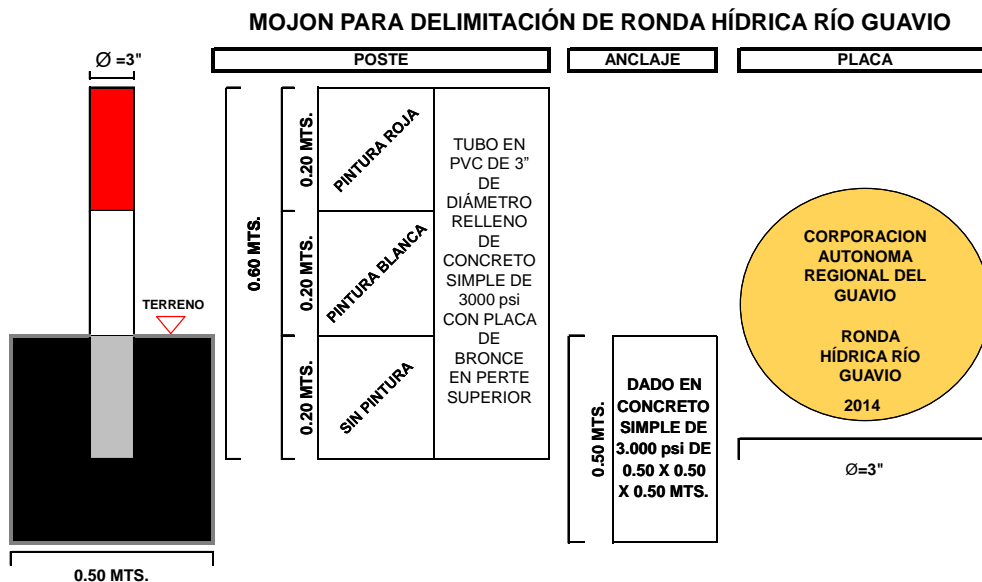 MOJON PARA DELIMITACIÓN DE RONDA HÍDRICA RÍO GUAVIO
Ø =3"
POSTE
ANCLAJE
PLACA
TERRENO
0.50 MTS.
0.60 MTS.
0.20 MTS.
PINTURA ROJA
0.20 MTS.
PINTURA BLANCA
0.20 MTS.
SIN PINTURA
TUBO EN
PVC DE 3”
DE
DIÁMETRO
RELLENO
DE
CONCRETO
SIMPLE DE
3000 psi
CON PLACA
DE
BRONCE
EN PERTE
SUPERIOR
0.50 MTS.
DADO EN
CONCRETO
SIMPLE DE
3.000 psi DE
0.50 X 0.50
X 0.50 MTS.
CORPORACION
AUTONOMA
REGIONAL DEL
GUAVIO
RONDA
HÍDRICA RÍO
GUAVIO
2014
Ø=3"